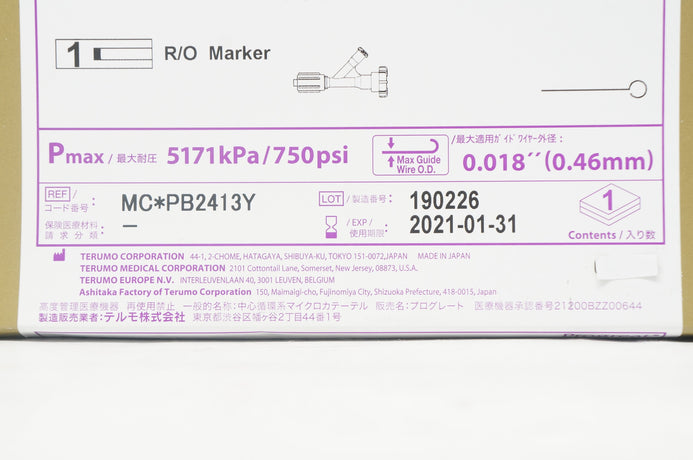 1 R/O Marker
Pmax / 最大耐圧 5171kPa/750psi
Max Guide Wire O.D.
/最大適用ガイドワイヤー外径:
0.018´´(0.46mm)
REF / コード番号: MC*PB2413Y
保険医療材料請求分類: —
LOT /製造番号: 190226
/EXP/使用期限: 2021-01-31
1
Contents / 入り数
TERUMO CORPORATION 44-1, 2-CHOME, HATAGAYA, SHIBUYA-KU, TOKYO 151-0072,JAPAN MADE IN JAPAN
TERUMO MEDICAL CORPORATION 2101 Cottontail Lane, Somerset, New Jersey, 08873, U.S.A.
TERUMO EUROPE N.V. INTERLEUVENLAAN 40, 3001 LEUVEN, BELGIUM
Ashitaka Factory of Terumo Corporation 150, Maimaigi-cho, Fujinomiya City, Shizuoka Prefecture, 418-0015, Japan
高度管理医療機器 再使用禁止 一般的名称:中心循環系マイクロカテーテル 販売名:プログレート 医療機器承認番号21200BZZ00644
製造販売業者:テルモ株式会社 東京都渋谷区幡ヶ谷2丁目44番1号